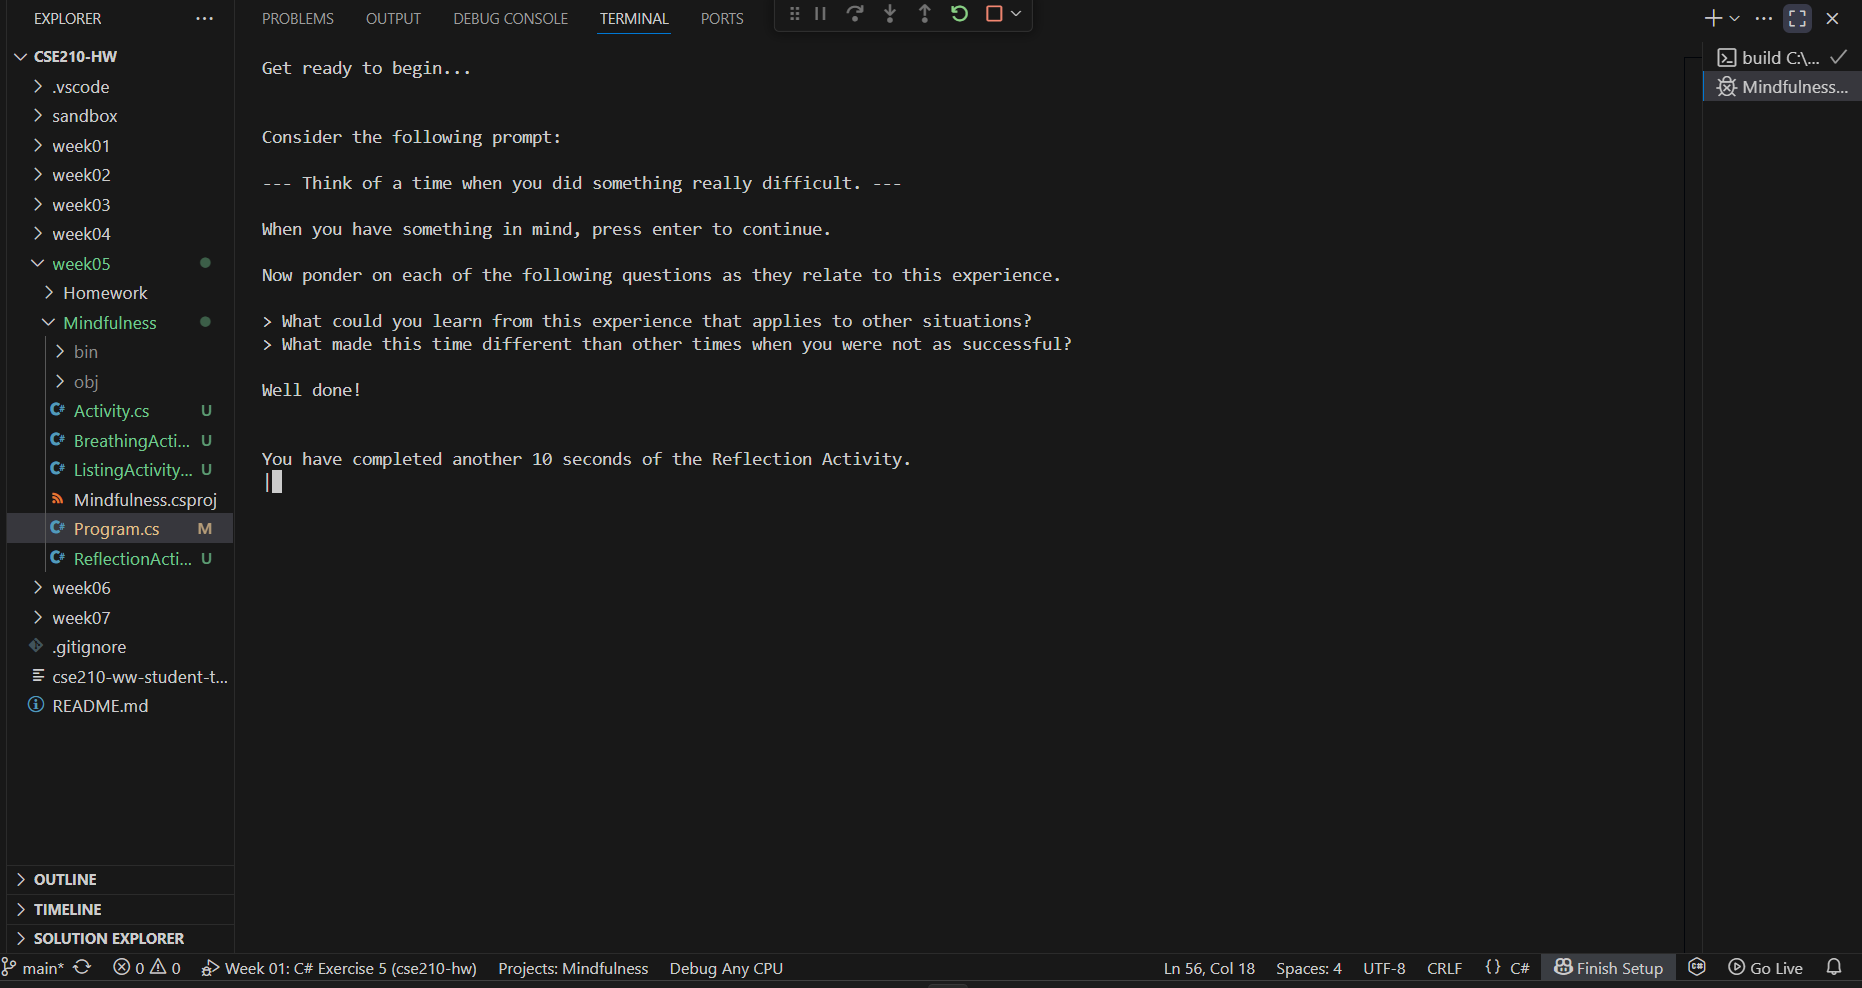 EXPLORER
CSE210-HW
.vscode
sandbox
week01
week02
week03
week04
week05
Homework
Mindfulness
bin
obj
Activity.cs U
BreathingActi... U
ListingActivity... U
Mindfulness.csproj
Program.cs M
ReflectionActi... U
week06
week07
.gitignore
cse210-ww-student-t...
README.md
OUTLINE
TIMELINE
SOLUTION EXPLORER
PROBLEMS OUTPUT DEBUG CONSOLE TERMINAL PORTS
Get ready to begin...
Consider the following prompt:
--- Think of a time when you did something really difficult. ---
When you have something in mind, press enter to continue.
Now ponder on each of the following questions as they relate to this experience.
> What could you learn from this experience that applies to other situations?
> What made this time different than other times when you were not as successful?
Well done!
You have completed another 10 seconds of the Reflection Activity.
|
build C:\...
Mindfulness...
main* 0 0 Week 01: C# Exercise 5 (cse210-hw) Projects: Mindfulness Debug Any CPU Ln 56, Col 18 Spaces: 4 UTF-8 CRLF {} C# Finish Setup Go Live